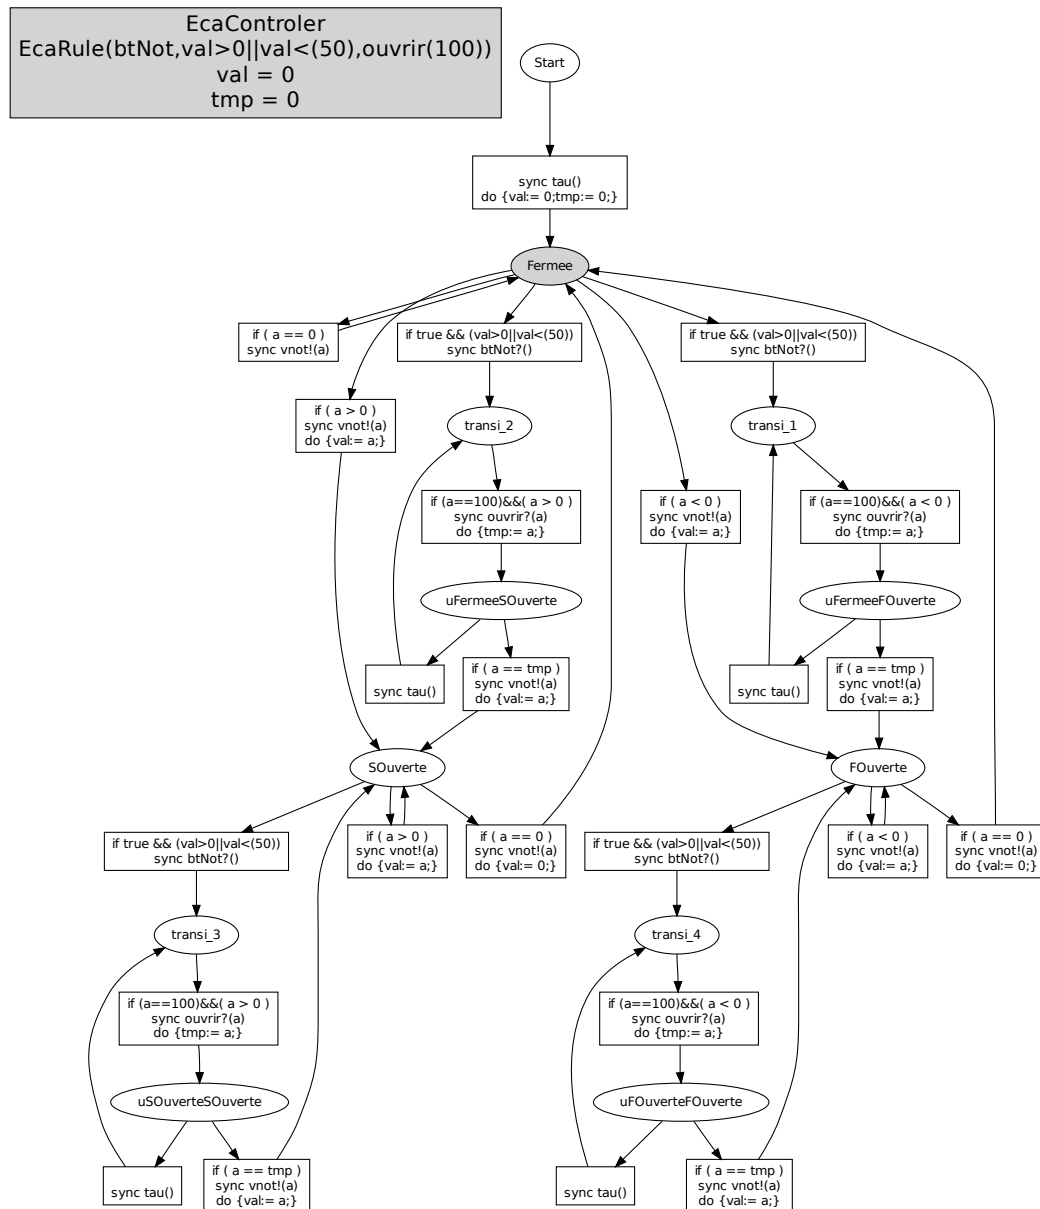 EcaControler
EcaRule(btNot,val>0||val<(50),ouvrir(100))
val = 0
tmp = 0
Start
sync tau()
do {val:= 0;tmp:= 0;}
Fermee
if ( a == 0 )
sync vnot!(a)
if true && (val>0||val<(50))
sync btNot?()
if true && (val>0||val<(50))
sync btNot?()
if ( a > 0 )
sync vnot!(a)
do {val:= a;}
transi_2
transi_1
if (a==100)&&( a > 0 )
sync ouvrir?(a)
do {tmp:= a;}
if ( a < 0 )
sync vnot!(a)
do {val:= a;}
if (a==100)&&( a < 0 )
sync ouvrir?(a)
do {tmp:= a;}
uFermeeSOuverte
uFermeeFOuverte
sync tau()
if ( a == tmp )
sync vnot!(a)
do {val:= a;}
sync tau()
if ( a == tmp )
sync vnot!(a)
do {val:= a;}
SOuverte
FOuverte
if true && (val>0||val<(50))
sync btNot?()
if ( a > 0 )
sync vnot!(a)
do {val:= a;}
if ( a == 0 )
sync vnot!(a)
do {val:= 0;}
if true && (val>0||val<(50))
sync btNot?()
if ( a < 0 )
sync vnot!(a)
do {val:= a;}
if ( a == 0 )
sync vnot!(a)
do {val:= 0;}
transi_3
transi_4
if (a==100)&&( a > 0 )
sync ouvrir?(a)
do {tmp:= a;}
if (a==100)&&( a < 0 )
sync ouvrir?(a)
do {tmp:= a;}
uSOuverteSOuverte
uFOuverteFOuverte
sync tau()
if ( a == tmp )
sync vnot!(a)
do {val:= a;}
sync tau()
if ( a == tmp )
sync vnot!(a)
do {val:= a;}